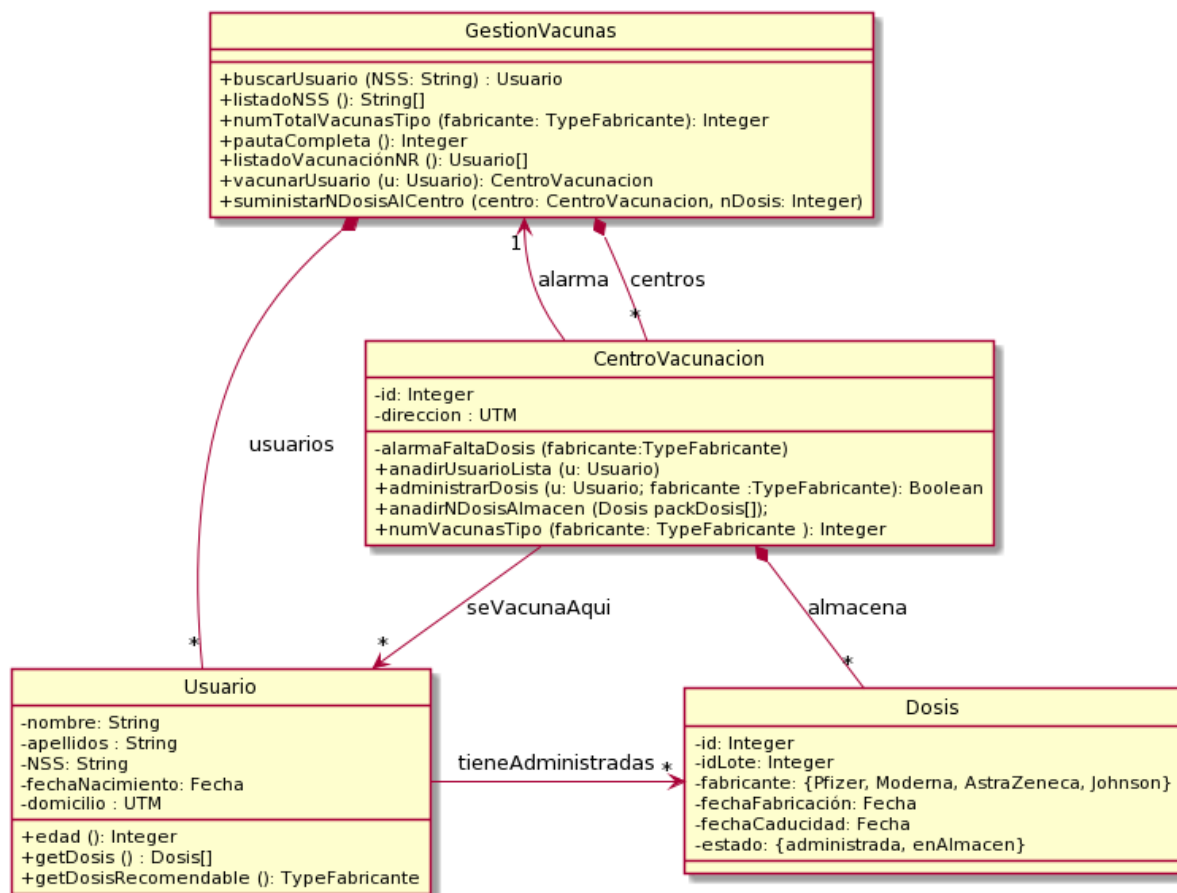 GestionVacunas
+buscarUsuario (NSS: String) : Usuario
+listadoNSS (): String[]
+numTotalVacunasTipo (fabricante: TypeFabricante): Integer
+pautaCompleta (): Integer
+listadoVacunaciónNR (): Usuario[]
+vacunarUsuario (u: Usuario): CentroVacunacion
+suministarNDosisAlCentro (centro: CentroVacunacion, nDosis: Integer)
1
alarma
centros
*
CentroVacunacion
-id: Integer
-direccion : UTM
-alarmaFaltaDosis (fabricante:TypeFabricante)
+anadirUsuarioLista (u: Usuario)
+administrarDosis (u: Usuario; fabricante :TypeFabricante): Boolean
+anadirNDosisAlmacen (Dosis packDosis[]);
+numVacunasTipo (fabricante: TypeFabricante ): Integer
usuarios
seVacunaAqui
almacena
*
*
*
Usuario
-nombre: String
-apellidos : String
-NSS: String
-fechaNacimiento: Fecha
-domicilio : UTM
+edad (): Integer
+getDosis () : Dosis[]
+getDosisRecomendable (): TypeFabricante
tieneAdministradas
*
Dosis
-id: Integer
-idLote: Integer
-fabricante: {Pfizer, Moderna, AstraZeneca, Johnson}
-fechaFabricación: Fecha
-fechaCaducidad: Fecha
-estado: {administrada, enAlmacen}